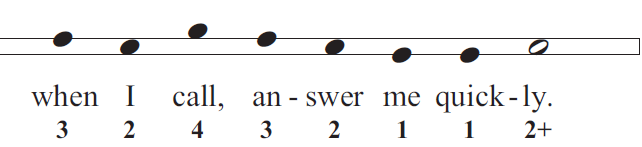 when I call, an - swer me quick - ly.
3 2 4 3 2 1 1 2+